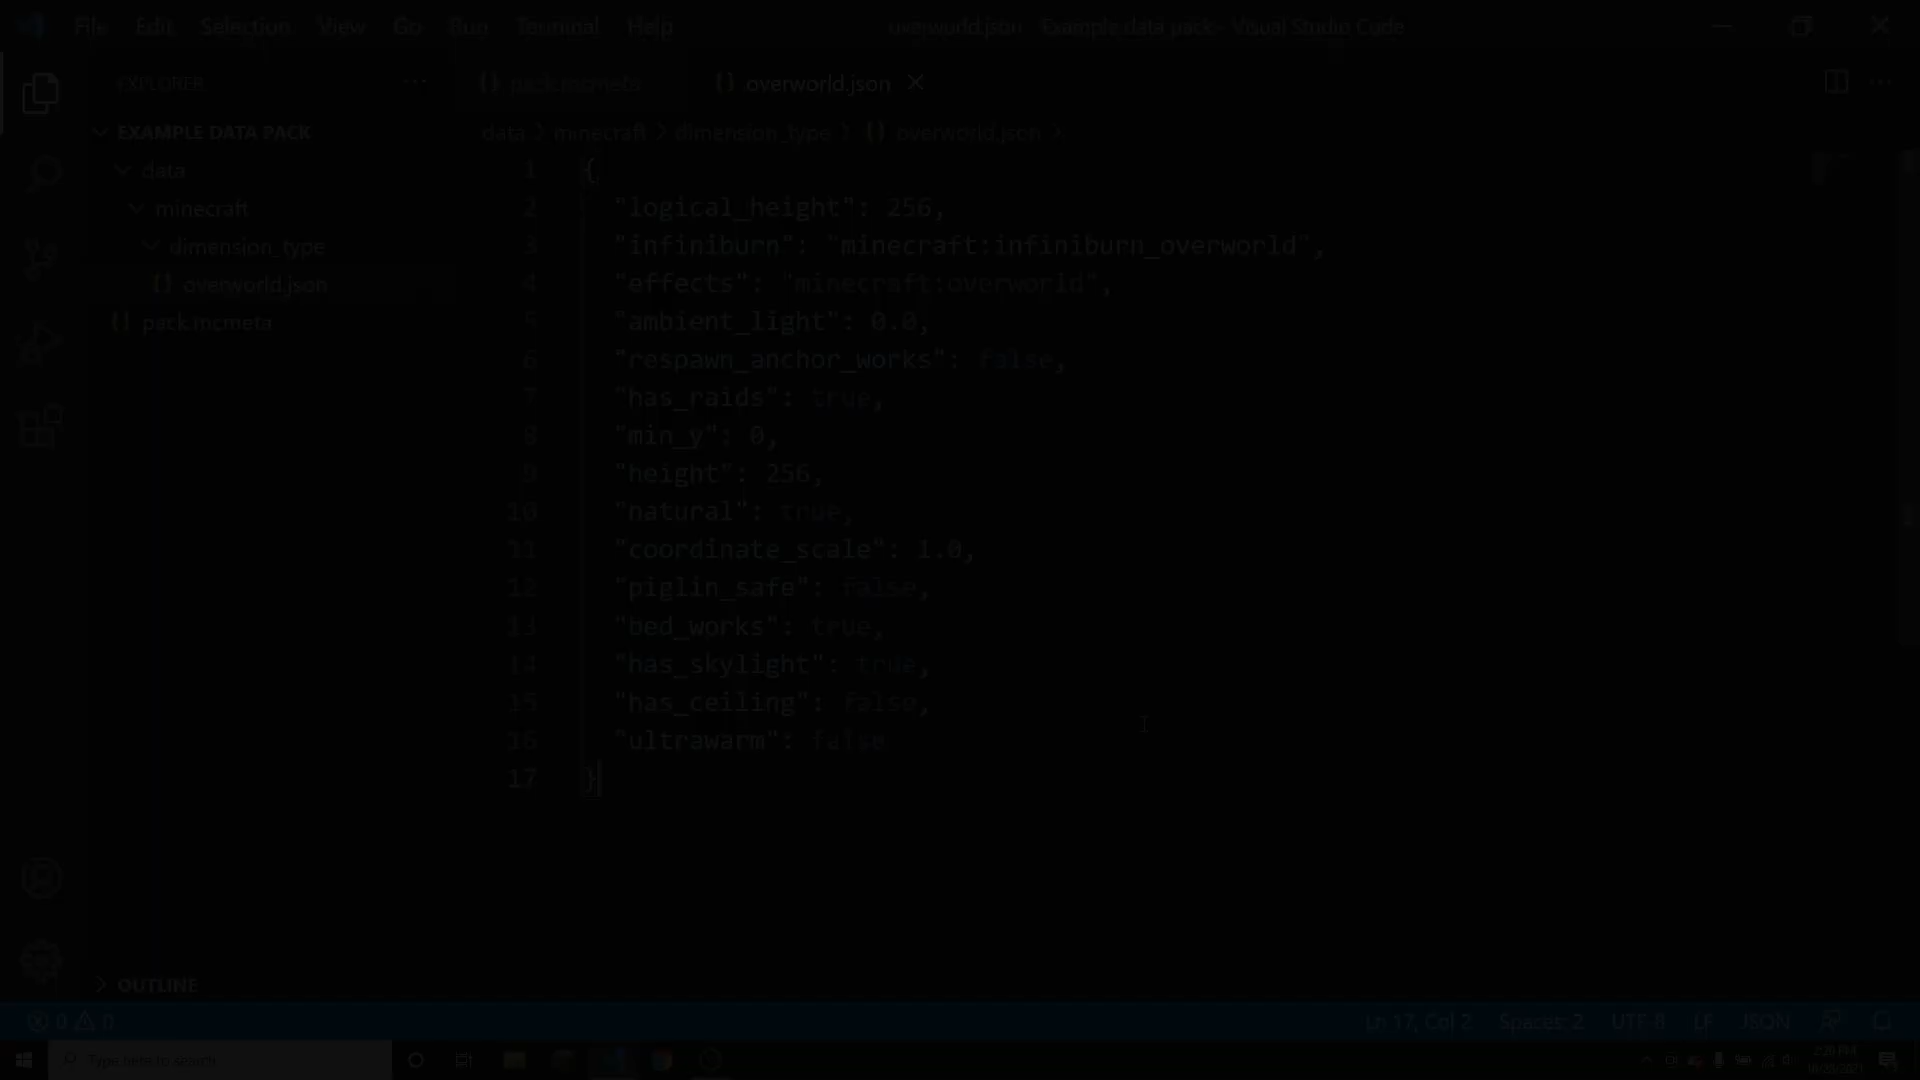 File Edit Selection View Go Run Terminal Help
overworld.json - Example data pack - Visual Studio Code
EXPLORER
pack.mcmeta
overworld.json
EXAMPLE DATA PACK
data > minecraft > dimension_type > {} overworld.json >
data
minecraft
dimension_type
{} overworld.json
{} pack.mcmeta
1 {
2 "logical_height": 256,
3 "infiniburn": "minecraft:infiniburn_overworld",
4 "effects": "minecraft:overworld",
5 "ambient_light": 0.0,
6 "respawn_anchor_works": false,
7 "has_raids": true,
8 "min_y": 0,
9 "height": 256,
10 "natural": true,
11 "coordinate_scale": 1.0,
12 "piglin_safe": false,
13 "bed_works": true,
14 "has_skylight": true,
15 "has_ceiling": false,
16 "ultrawarm": false
17 }
OUTLINE
0 0
Ln 17, Col 2 Spaces: 2 UTF-8 LF JSON
Type here to search
2:20 PM